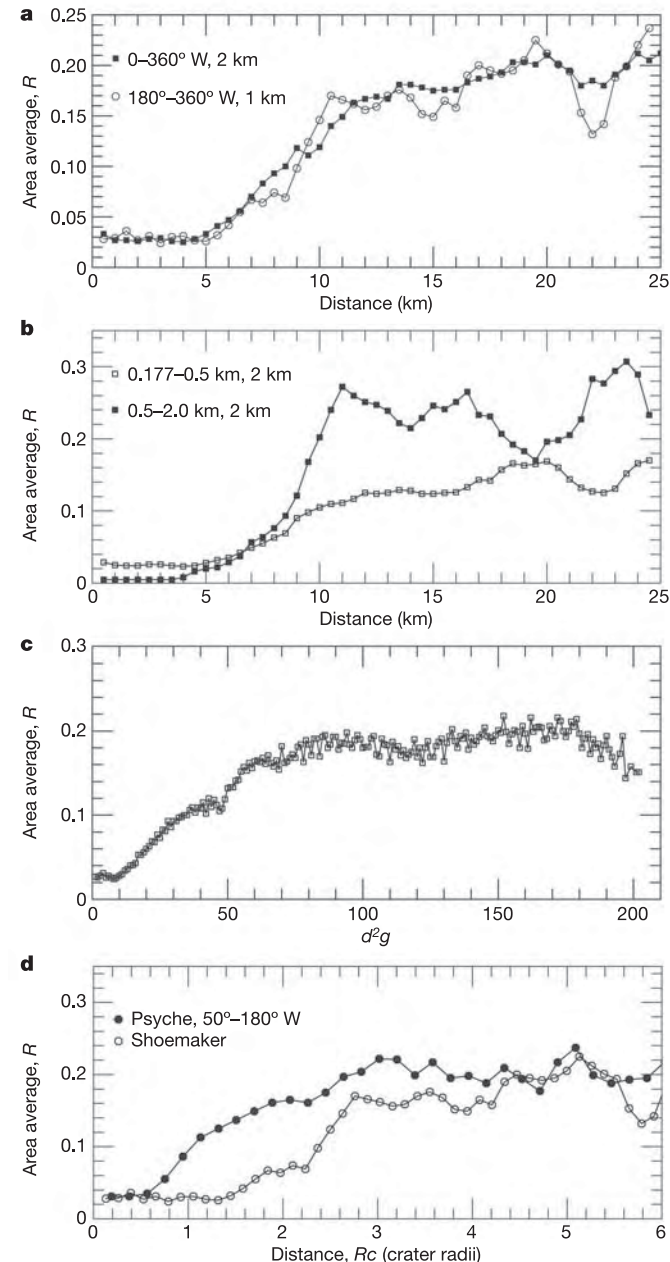 a
0.25
0.20
0.15
0.10
0.05
0
Area average, R
0–360° W, 2 km
180°–360° W, 1 km
0 5 10 15 20 25
Distance (km)
b
0.3
0.2
0.1
0
Area average, R
0.177–0.5 km, 2 km
0.5–2.0 km, 2 km
0 5 10 15 20 25
Distance (km)
c
0.3
0.2
0.1
0
Area average, R
0 50 100 150 200
d²g
d
0.3
0.2
0.1
0
Area average, R
Psyche, 50°–180° W
Shoemaker
0 1 2 3 4 5 6
Distance, Rc (crater radii)